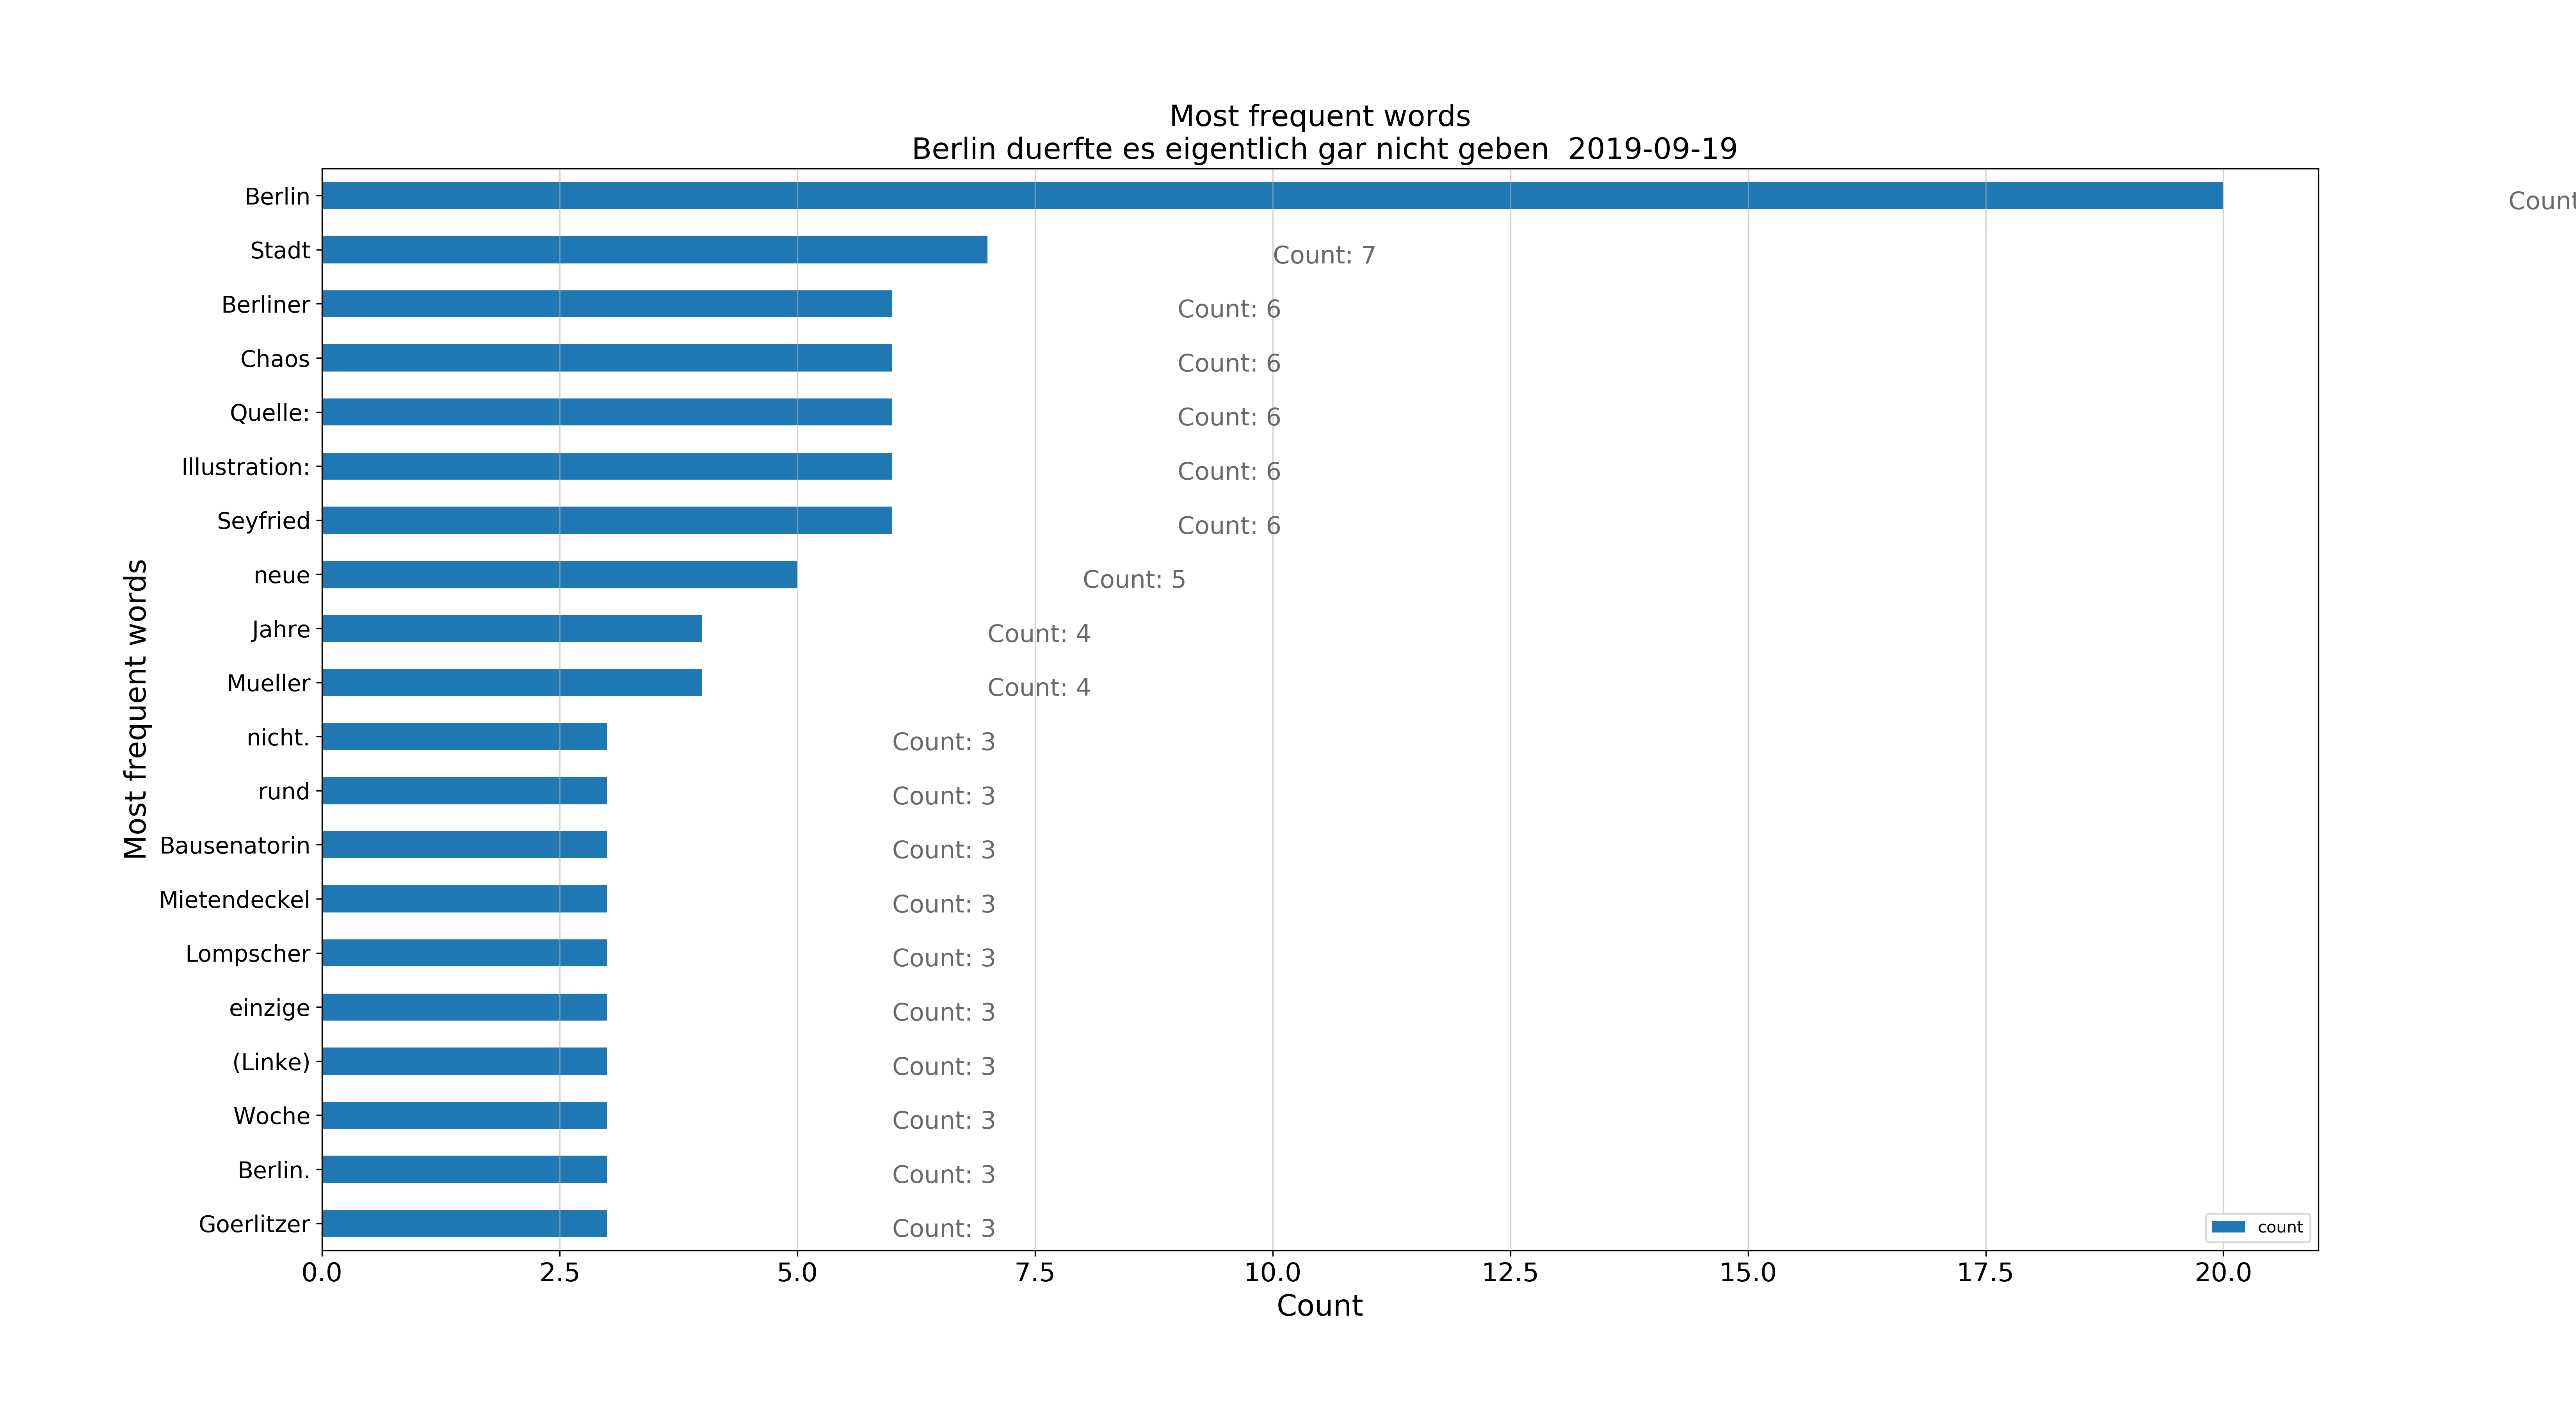 Most frequent words
Berlin duerfte es eigentlich gar nicht geben  2019-09-19
Most frequent words
Berlin
Count
Stadt
Count: 7
Berliner
Count: 6
Chaos
Count: 6
Quelle:
Count: 6
Illustration:
Count: 6
Seyfried
Count: 6
neue
Count: 5
Jahre
Count: 4
Mueller
Count: 4
nicht.
Count: 3
rund
Count: 3
Bausenatorin
Count: 3
Mietendeckel
Count: 3
Lompscher
Count: 3
einzige
Count: 3
(Linke)
Count: 3
Woche
Count: 3
Berlin.
Count: 3
Goerlitzer
Count: 3
count
0.0 2.5 5.0 7.5 10.0 12.5 15.0 17.5 20.0
Count